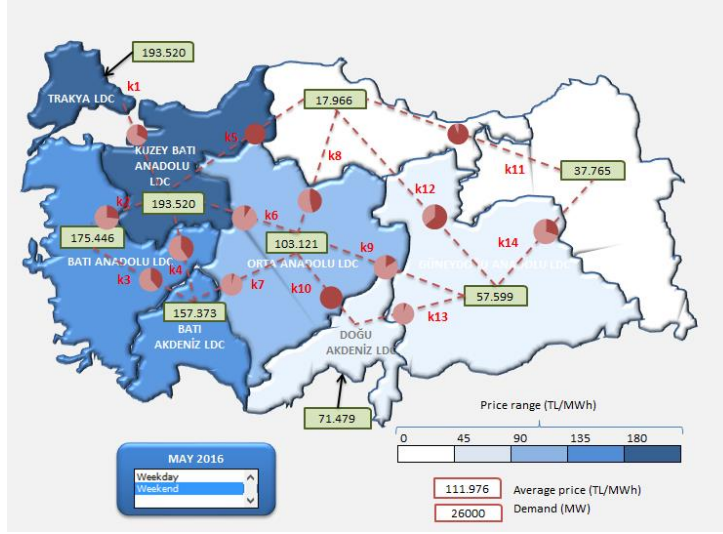 193.520
k1
TRAKYA LDC
17.966
k5
KUZEY BATI
ANADOLU
LDC
k8
k11
37.765
k12
193.520
k6
175.446
103.121
k9
k14
BATI ANADOLU LDC
k4
ORTA ANADOLU LDC
GÜNEYDOĞU ANADOLU LDC
k3
k7
k10
57.599
157.373
k13
BATI
AKDENİZ LDC
DOĞU
AKDENİZ LDC
71.479
Price range (TL/MWh)
0 45 90 135 180
MAY 2016
Weekday
Weekend
111.976 Average price (TL/MWh)
26000 Demand (MW)